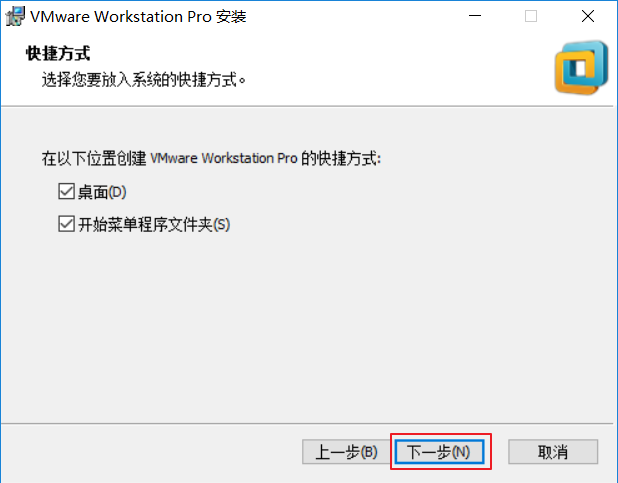 VMware Workstation Pro 安装
快捷方式
选择您要放入系统的快捷方式。
在以下位置创建 VMware Workstation Pro 的快捷方式:
桌面(D)
开始菜单程序文件夹(S)
上一步(B) 下一步(N) 取消